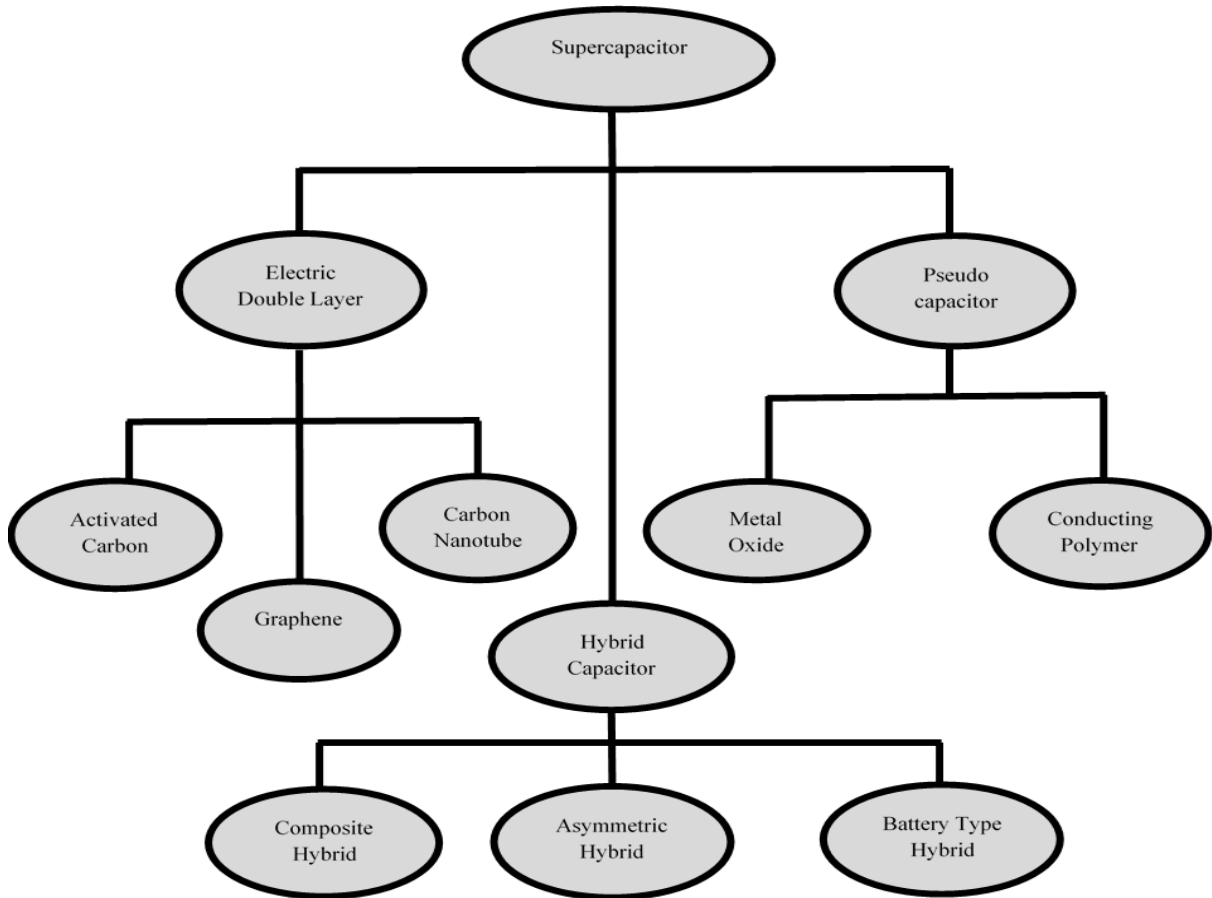 Supercapacitor
Electric
Double Layer
Pseudo
capacitor
Activated
Carbon
Carbon
Nanotube
Metal
Oxide
Conducting
Polymer
Graphene
Hybrid
Capacitor
Composite
Hybrid
Asymmetric
Hybrid
Battery Type
Hybrid